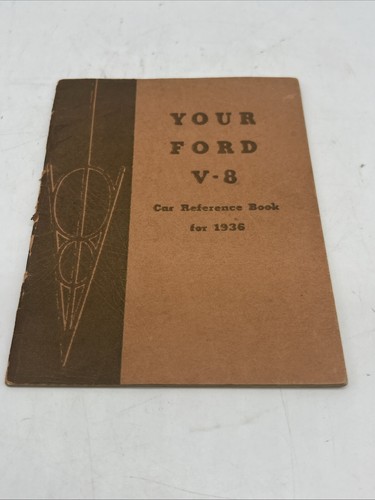 YOUR
FORD
V-8
Car Reference Book
for 1936